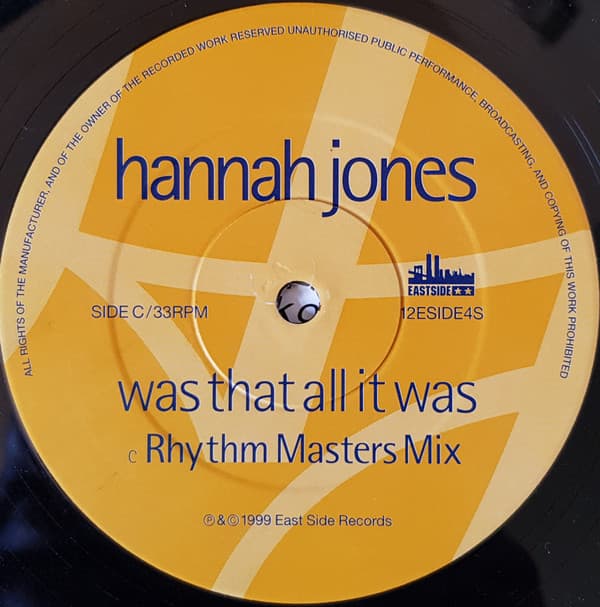 ALL RIGHTS OF THE MANUFACTURER, AND OF THE OWNER OF THE RECORDED WORK RESERVED UNAUTHORISED PUBLIC PERFORMANCE, BROADCASTING, AND COPYING OF THIS WORK PROHIBITED
hannah jones
EASTSIDE★★
SIDE C/33RPM
12ESIDE4S
was that all it was
c Rhythm Masters Mix
℗ & © 1999 East Side Records